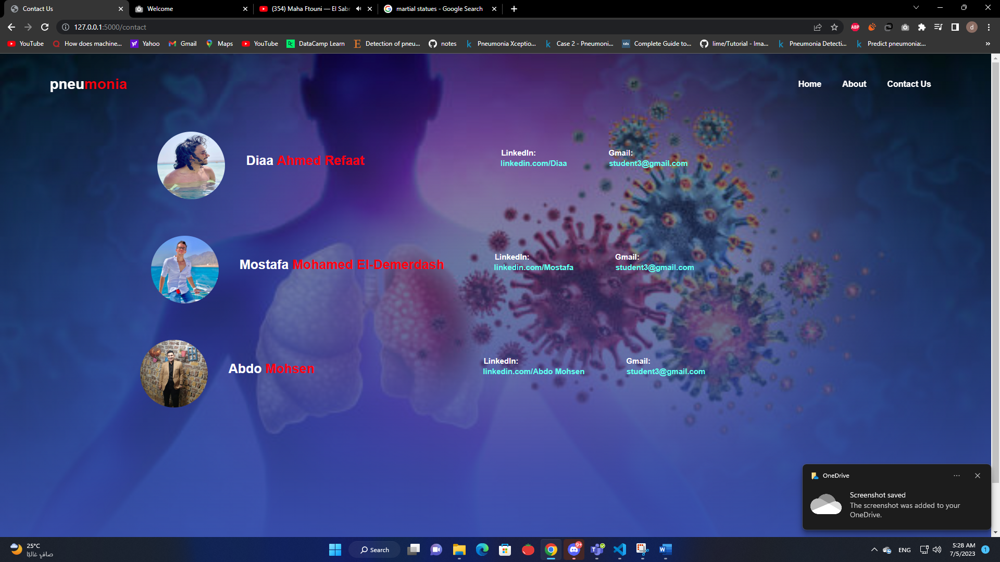 Contact Us
Welcome
(354) Maha Ftouni — El Sabr
martial statues - Google Search
127.0.0.1:5000/contact
ABP
d
YouTube
How does machine...
Yahoo
Gmail
Maps
YouTube
DataCamp Learn
Detection of pneu...
notes
Pneumonia Xceptio...
Case 2 - Pneumoni...
tds
Complete Guide to...
lime/Tutorial - Ima...
Pneumonia Detecti...
Predict pneumonia:...
»
pneumonia
Home
About
Contact Us
Diaa Ahmed Refaat
LinkedIn:
linkedin.com/Diaa
Gmail:
student3@gmail.com
Mostafa Mohamed El-Demerdash
LinkedIn:
linkedin.com/Mostafa
Gmail:
student3@gmail.com
Abdo Mohsen
LinkedIn:
linkedin.com/Abdo Mohsen
Gmail:
student3@gmail.com
OneDrive
Screenshot saved
The screenshot was added to your
OneDrive.
25°C
صافٍ غالبًا
Search
9+
ENG
5:28 AM
7/5/2023
1